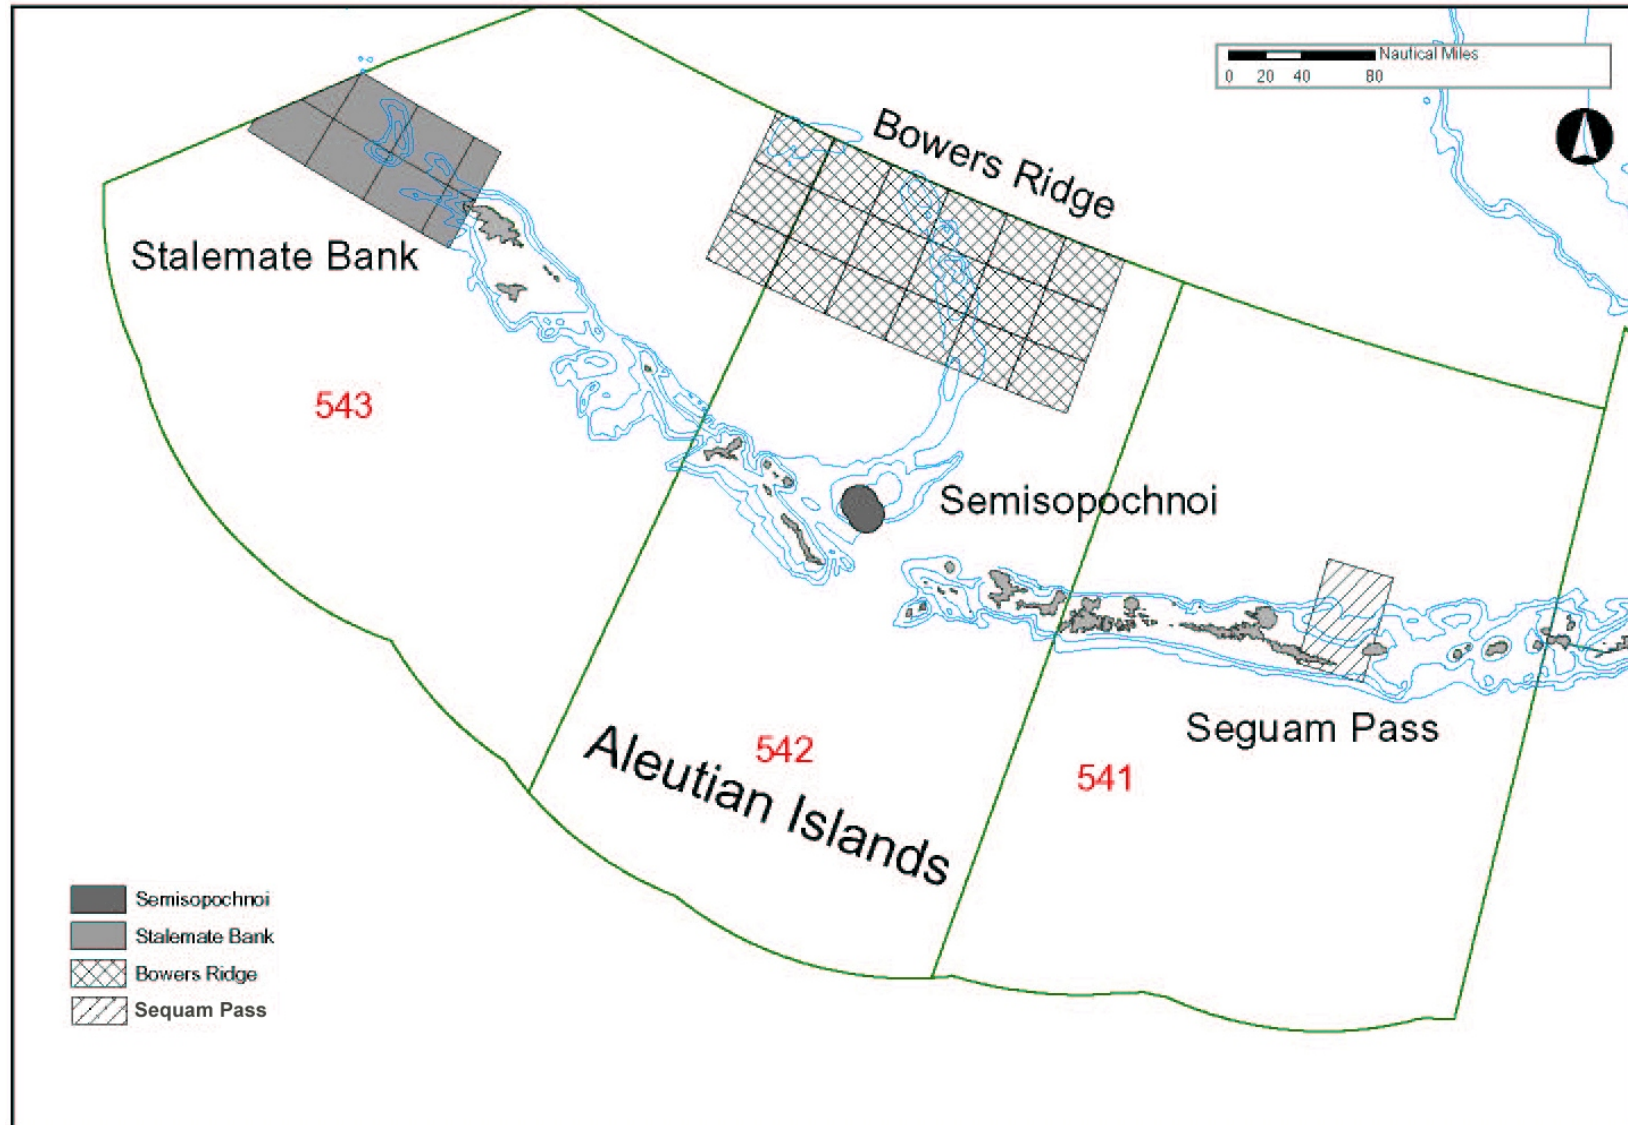 Nautical Miles
0 20 40 80
Bowers Ridge
Stalemate Bank
543
Semisopochnoi
Seguam Pass
542
541
Aleutian Islands
Semisopochnoi
Stalemate Bank
Bowers Ridge
Sequam Pass